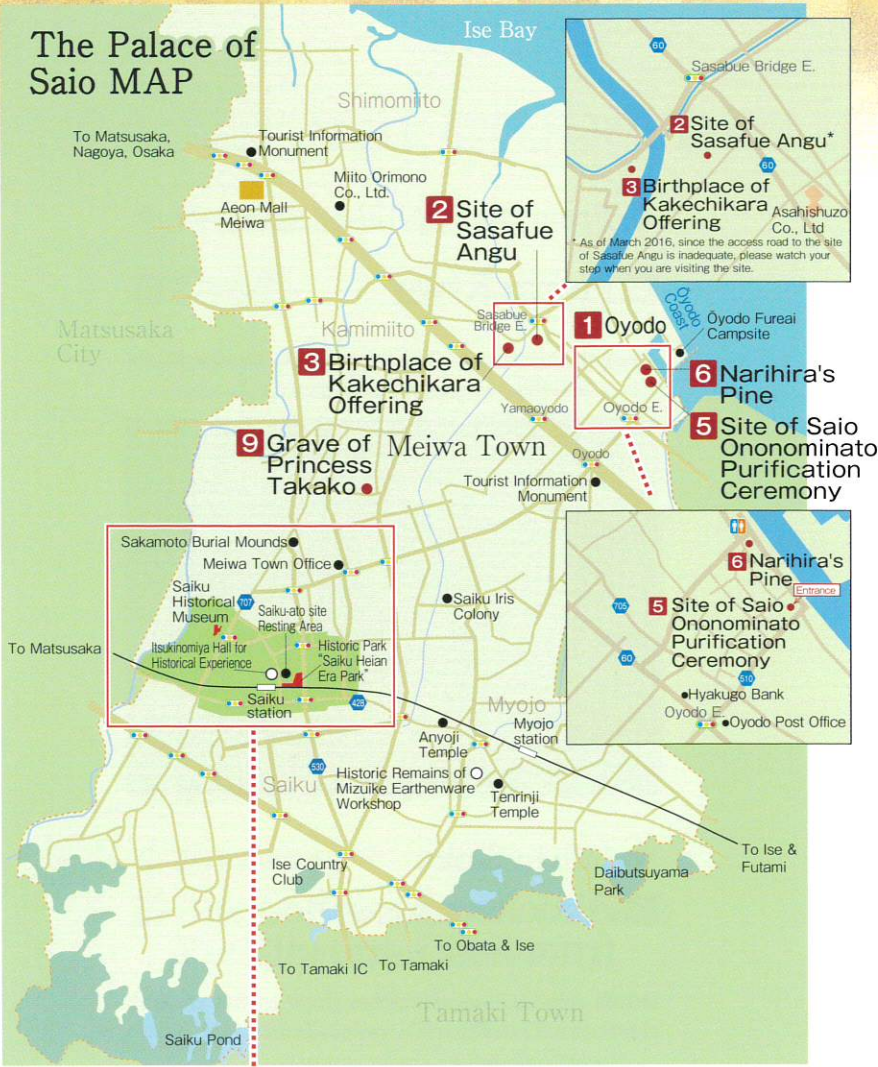 The Palace of
Saio MAP
Ise Bay
Shimomiito
To Matsusaka,
Nagoya, Osaka
Tourist Information
Monument
Miito Orimono
Co., Ltd.
Aeon Mall
Meiwa
2 Site of
Sasafue
Angu
60
Sasabue Bridge E.
2 Site of
Sasafue Angu*
60
3 Birthplace of
Kakechikara
Offering
Asahishuzo
Co., Ltd
* As of March 2016, since the access road to the site
of Sasafue Angu is inadequate, please watch your
step when you are visiting the site.
Matsusaka
City
Kamimiito
Sasabue
Bridge E.
1 Oyodo
Ōyodo
Coast
Ōyodo Fureai
Campsite
3 Birthplace of
Kakechikara
Offering
6 Narihira's
Pine
Yamaoyodo
Oyodo E.
5 Site of Saio
Ononominato
Purification
Ceremony
9 Grave of
Princess
Takako
Meiwa Town
Oyodo
Tourist Information
Monument
Sakamoto Burial Mounds
Meiwa Town Office
Saiku
Historical
Museum
707
Saiku-ato site
Resting Area
Itsukinomiya Hall for
Historical Experience
Historic Park
"Saiku Heian
Era Park"
To Matsusaka
Saiku
station
428
Saiku Iris
Colony
6 Narihira's
Pine
Entrance
705
5 Site of Saio
Ononominato
Purification
Ceremony
60
510
Hyakugo Bank
Oyodo E.
Oyodo Post Office
Myojo
Anyoji
Temple
Myojo
station
530
Saiku
Historic Remains of
Mizuike Earthenware
Workshop
Tenrinji
Temple
Ise Country
Club
Daibutsuyama
Park
To Ise &
Futami
To Obata & Ise
To Tamaki IC
To Tamaki
Tamaki Town
Saiku Pond